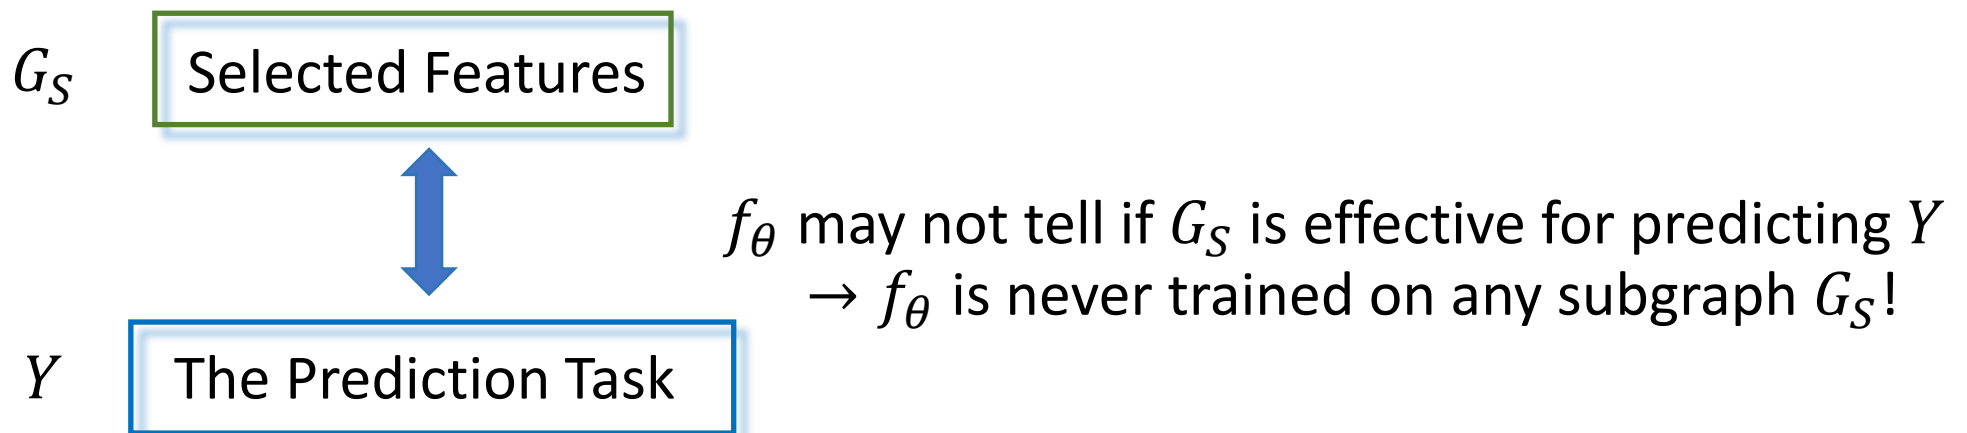 G_S Selected Features
f_θ may not tell if G_S is effective for predicting Y
→ f_θ is never trained on any subgraph G_S!
Y The Prediction Task